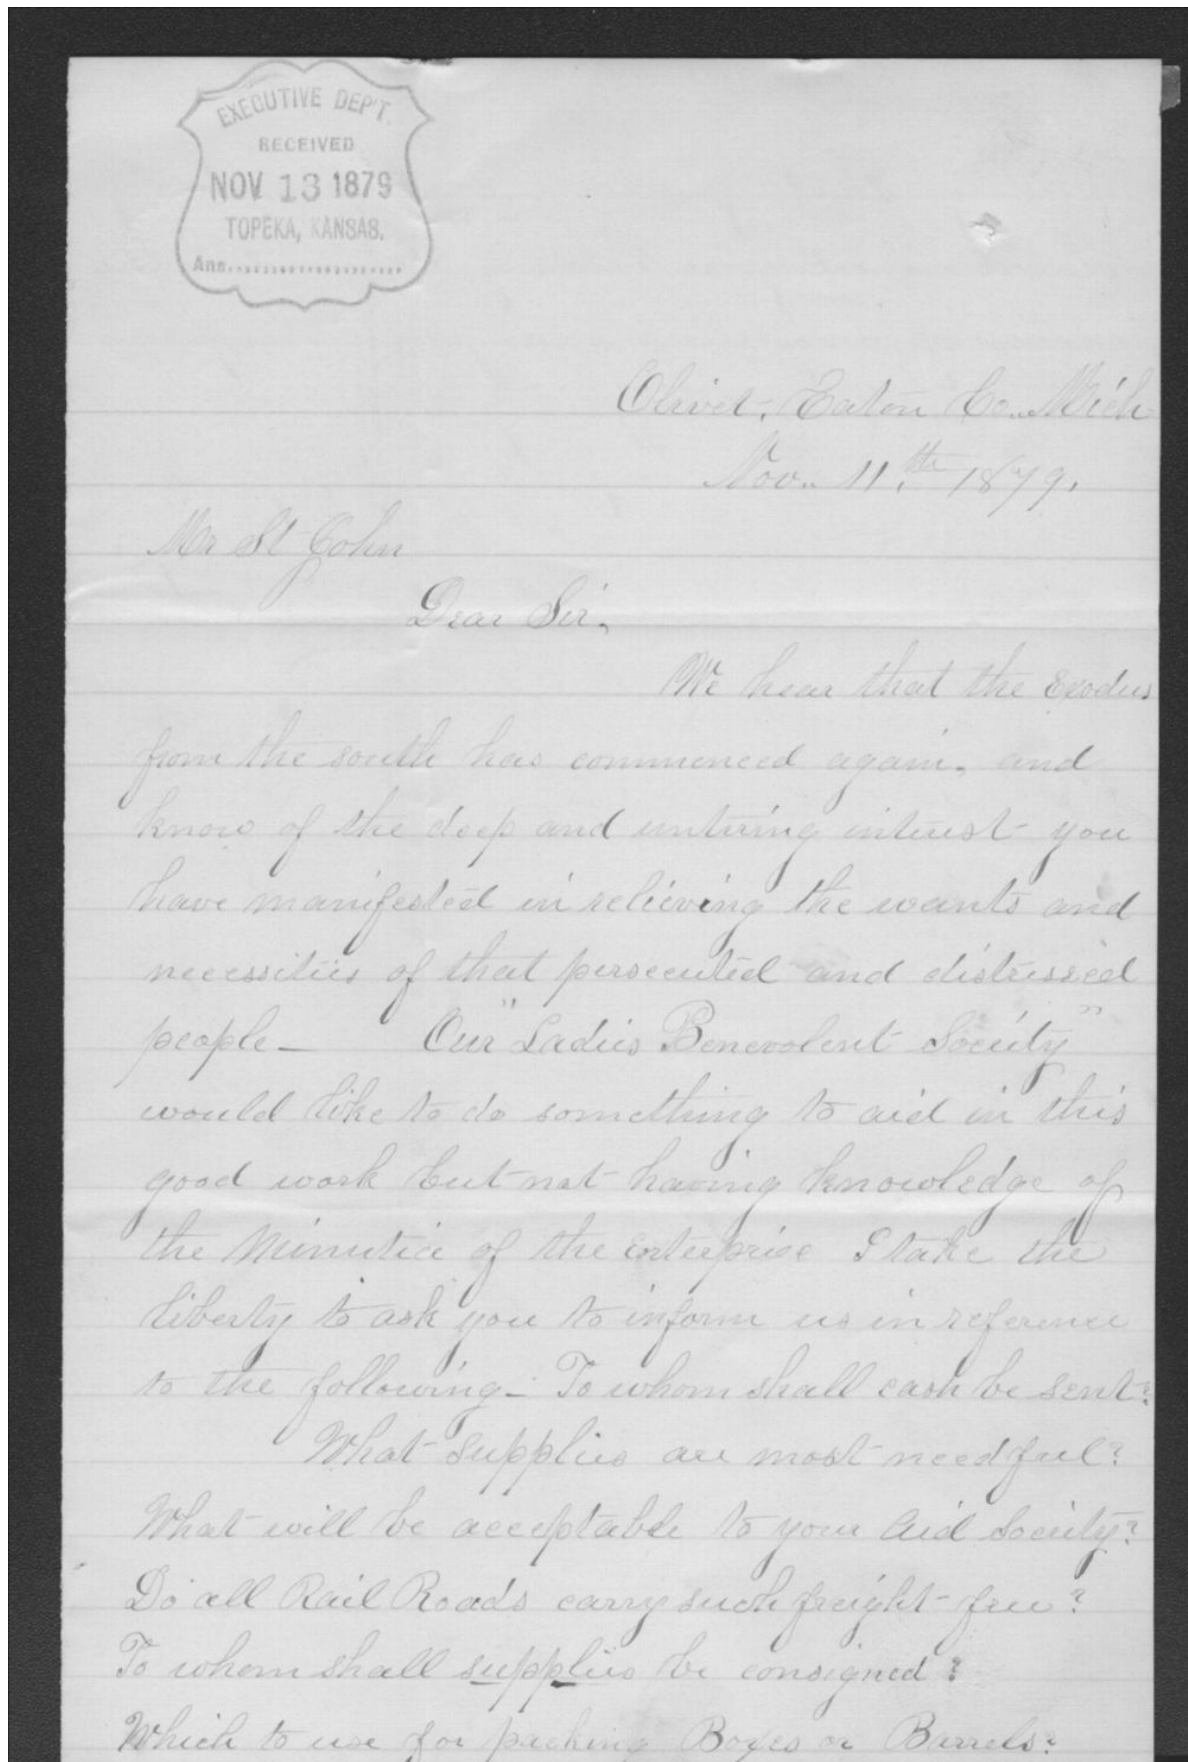 EXECUTIVE DEP'T.
RECEIVED
NOV 13 1879
TOPEKA, KANSAS.
Ans....................
Olivet, Eaton Co. Mich
Nov. 11.th 1879.
Mr St John
Dear Sir,
We hear that the Exodus
from the south has commenced again, and
know of the deep and untiring interest you
have manifested in relieving the wants and
necessities of that persecuted and distressed
people— Our "Ladies Benevolent Society"
would like to do something to aid in this
good work but not having knowledge of
the Minutia of the enterprise I take the
liberty to ask you to inform us in reference
to the following— To whom shall cash be sent?
What supplies are most needful?
What will be acceptable to your Aid Society?
Do all Rail Roads carry such freight free?
To whom shall supplies be consigned?
Which to use for packing Boxes or Barrels?